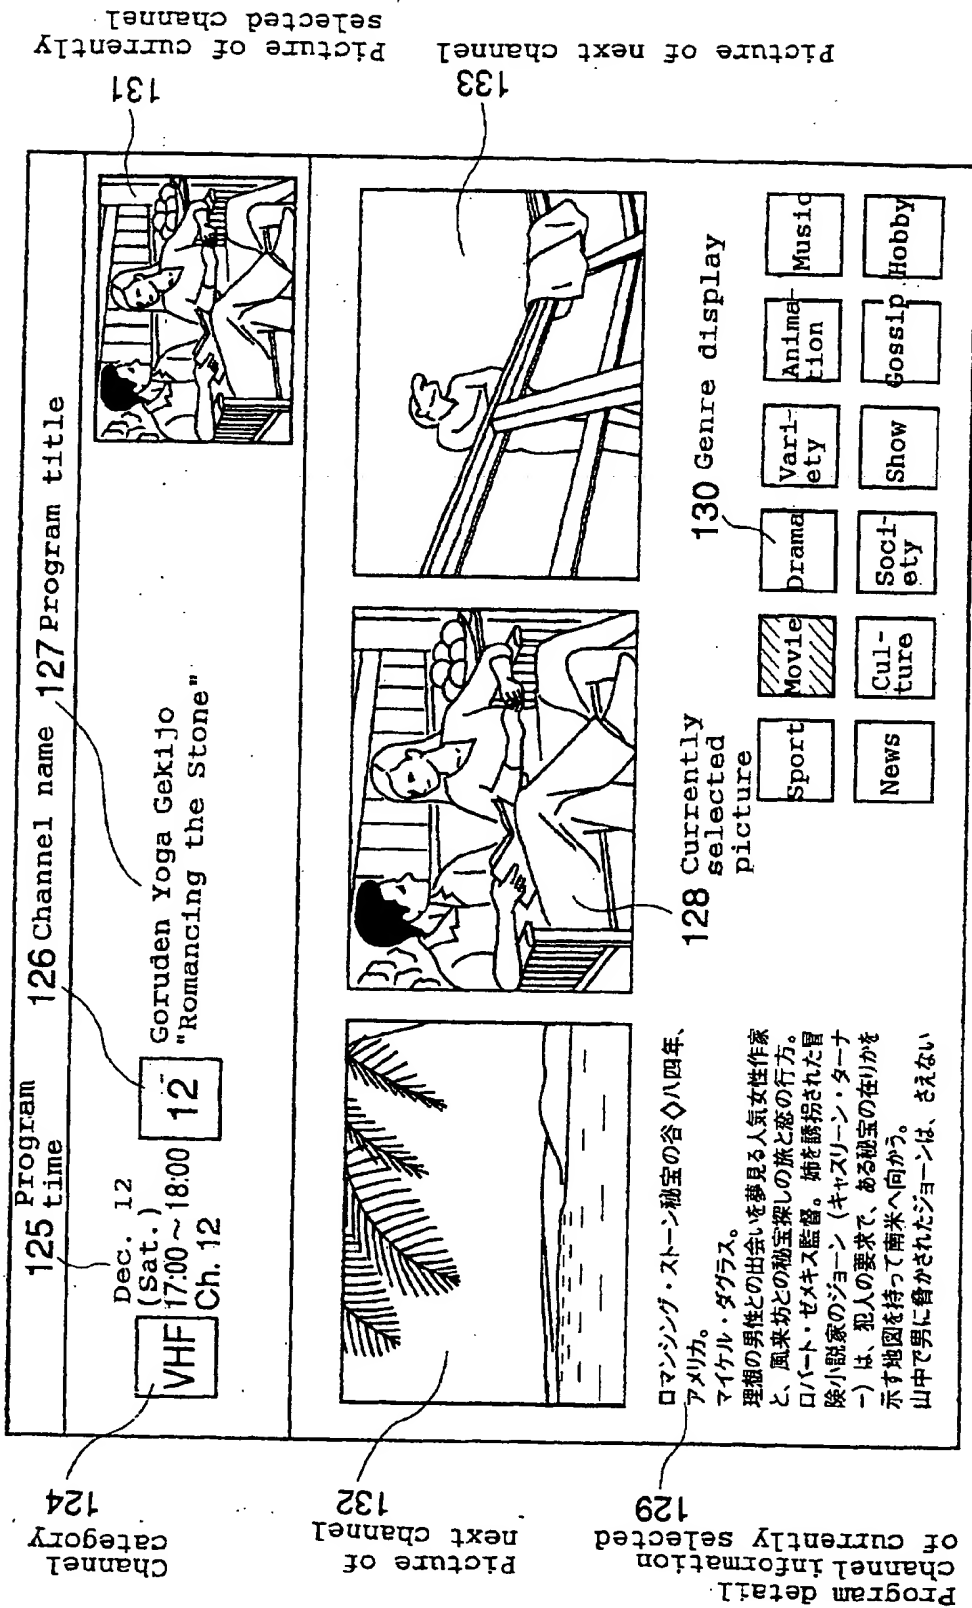 125 Program
time
126 Channel name
127 Program title
131
Picture of currently
selected channel
124
Channel
category
VHF
Dec. 12
(Sat.)
17:00～18:00
Ch. 12
12
Goruden Yoga Gekijo
"Romancing the Stone"
132
Picture of
next channel
133
Picture of next channel
128 Currently
selected
picture
130 Genre display
129
Program detail
channel information
of currently selected
ロマンシング・ストーン秘宝の谷◇八四年、
アメリカ。
マイケル・ダグラス。
理想の男性との出会いを夢見る人気女性作家
と、風来坊との秘宝探しの旅と恋の行方。
ロバート・ゼメキス監督。姉を誘拐された冒
険小説家のジョーン（キャスリーン・ターナ
ー）は、犯人の要求で、ある秘宝の在りかを
示す地図を持って南米へ向かう。
山中で男に脅かされたジョーンは、さえない
Sport
Movie
Drama
Vari-
ety
Anima-
tion
Music
News
Cul-
ture
Soci-
ety
Show
Gossip
Hobby